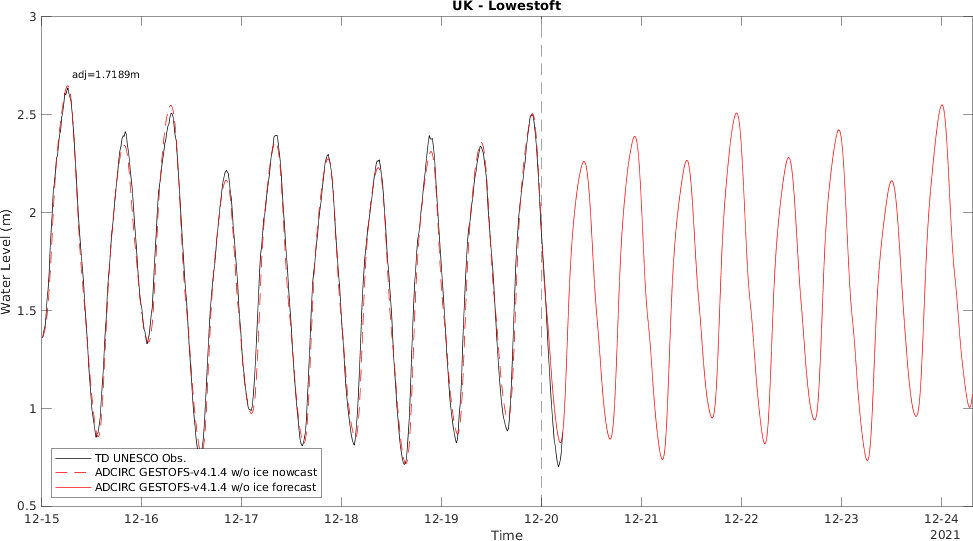 UK - Lowestoft
adj=1.7189m
Water Level (m)
3
2.5
2
1.5
1
0.5
TD UNESCO Obs.
ADCIRC GESTOFS-v4.1.4 w/o ice nowcast
ADCIRC GESTOFS-v4.1.4 w/o ice forecast
12-15 12-16 12-17 12-18 12-19 12-20 12-21 12-22 12-23 12-24
Time
2021